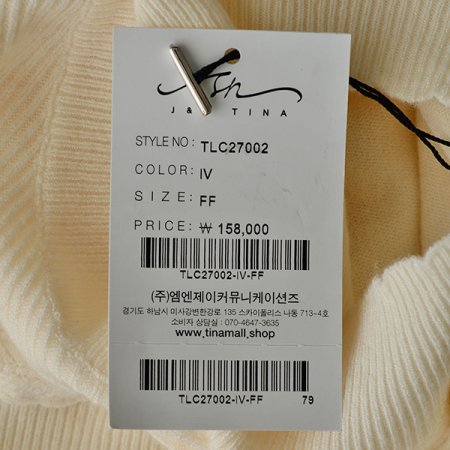 J& TINA
STYLE NO: TLC27002
COLOR: IV
SIZE: FF
PRICE: ₩ 158,000
TLC27002-IV-FF
(주)엠엔제이커뮤니케이션즈
경기도 하남시 미사강변한강로 135 스카이폴리스 나동 713-4호
소비자 상담실 : 070-4647-3635
www.tinamall.shop
TLC27002-IV-FF 79